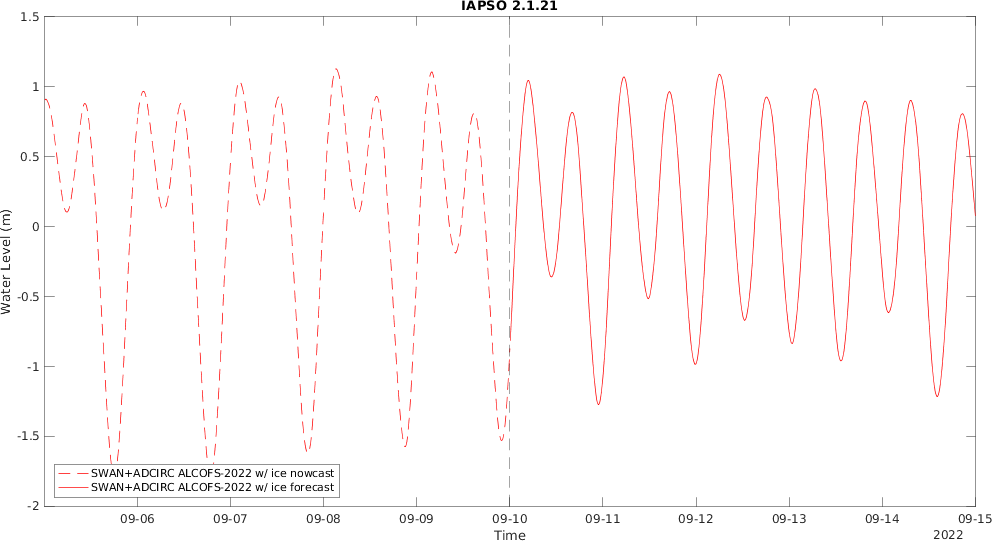 IAPSO 2.1.21
1.5
1
0.5
0
-0.5
-1
-1.5
-2
Water Level (m)
SWAN+ADCIRC ALCOFS-2022 w/ ice nowcast
SWAN+ADCIRC ALCOFS-2022 w/ ice forecast
09-06 09-07 09-08 09-09 09-10 09-11 09-12 09-13 09-14 09-15
Time
2022